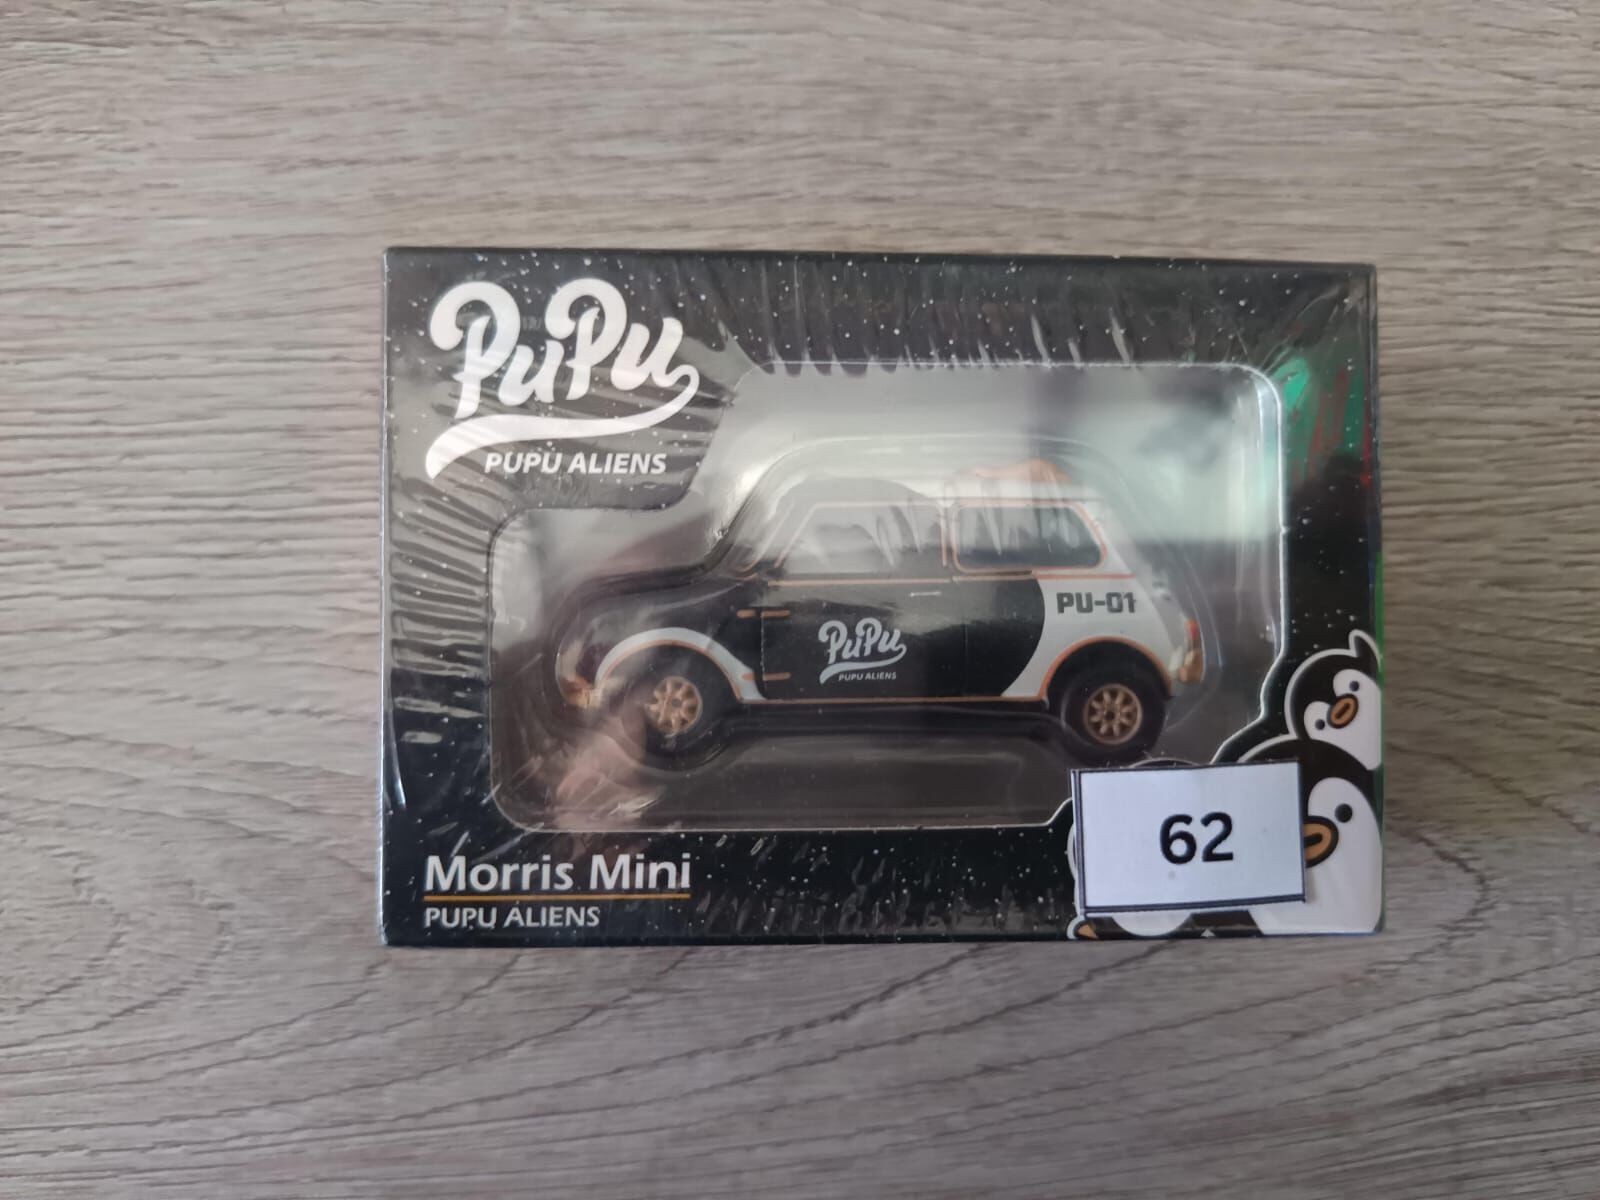 PuPu
PUPU ALIENS
PU-01
PuPu
PUPU ALIENS
Morris Mini
PUPU ALIENS
62